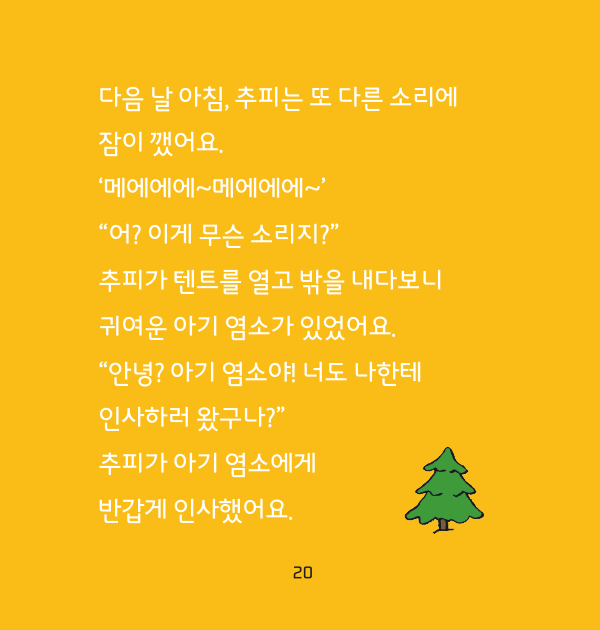 다음 날 아침, 추피는 또 다른 소리에
잠이 깼어요.
‘메에에에~메에에에~’
“어? 이게 무슨 소리지?”
추피가 텐트를 열고 밖을 내다보니
귀여운 아기 염소가 있었어요.
“안녕? 아기 염소야! 너도 나한테
인사하러 왔구나?”
추피가 아기 염소에게
반갑게 인사했어요.
20